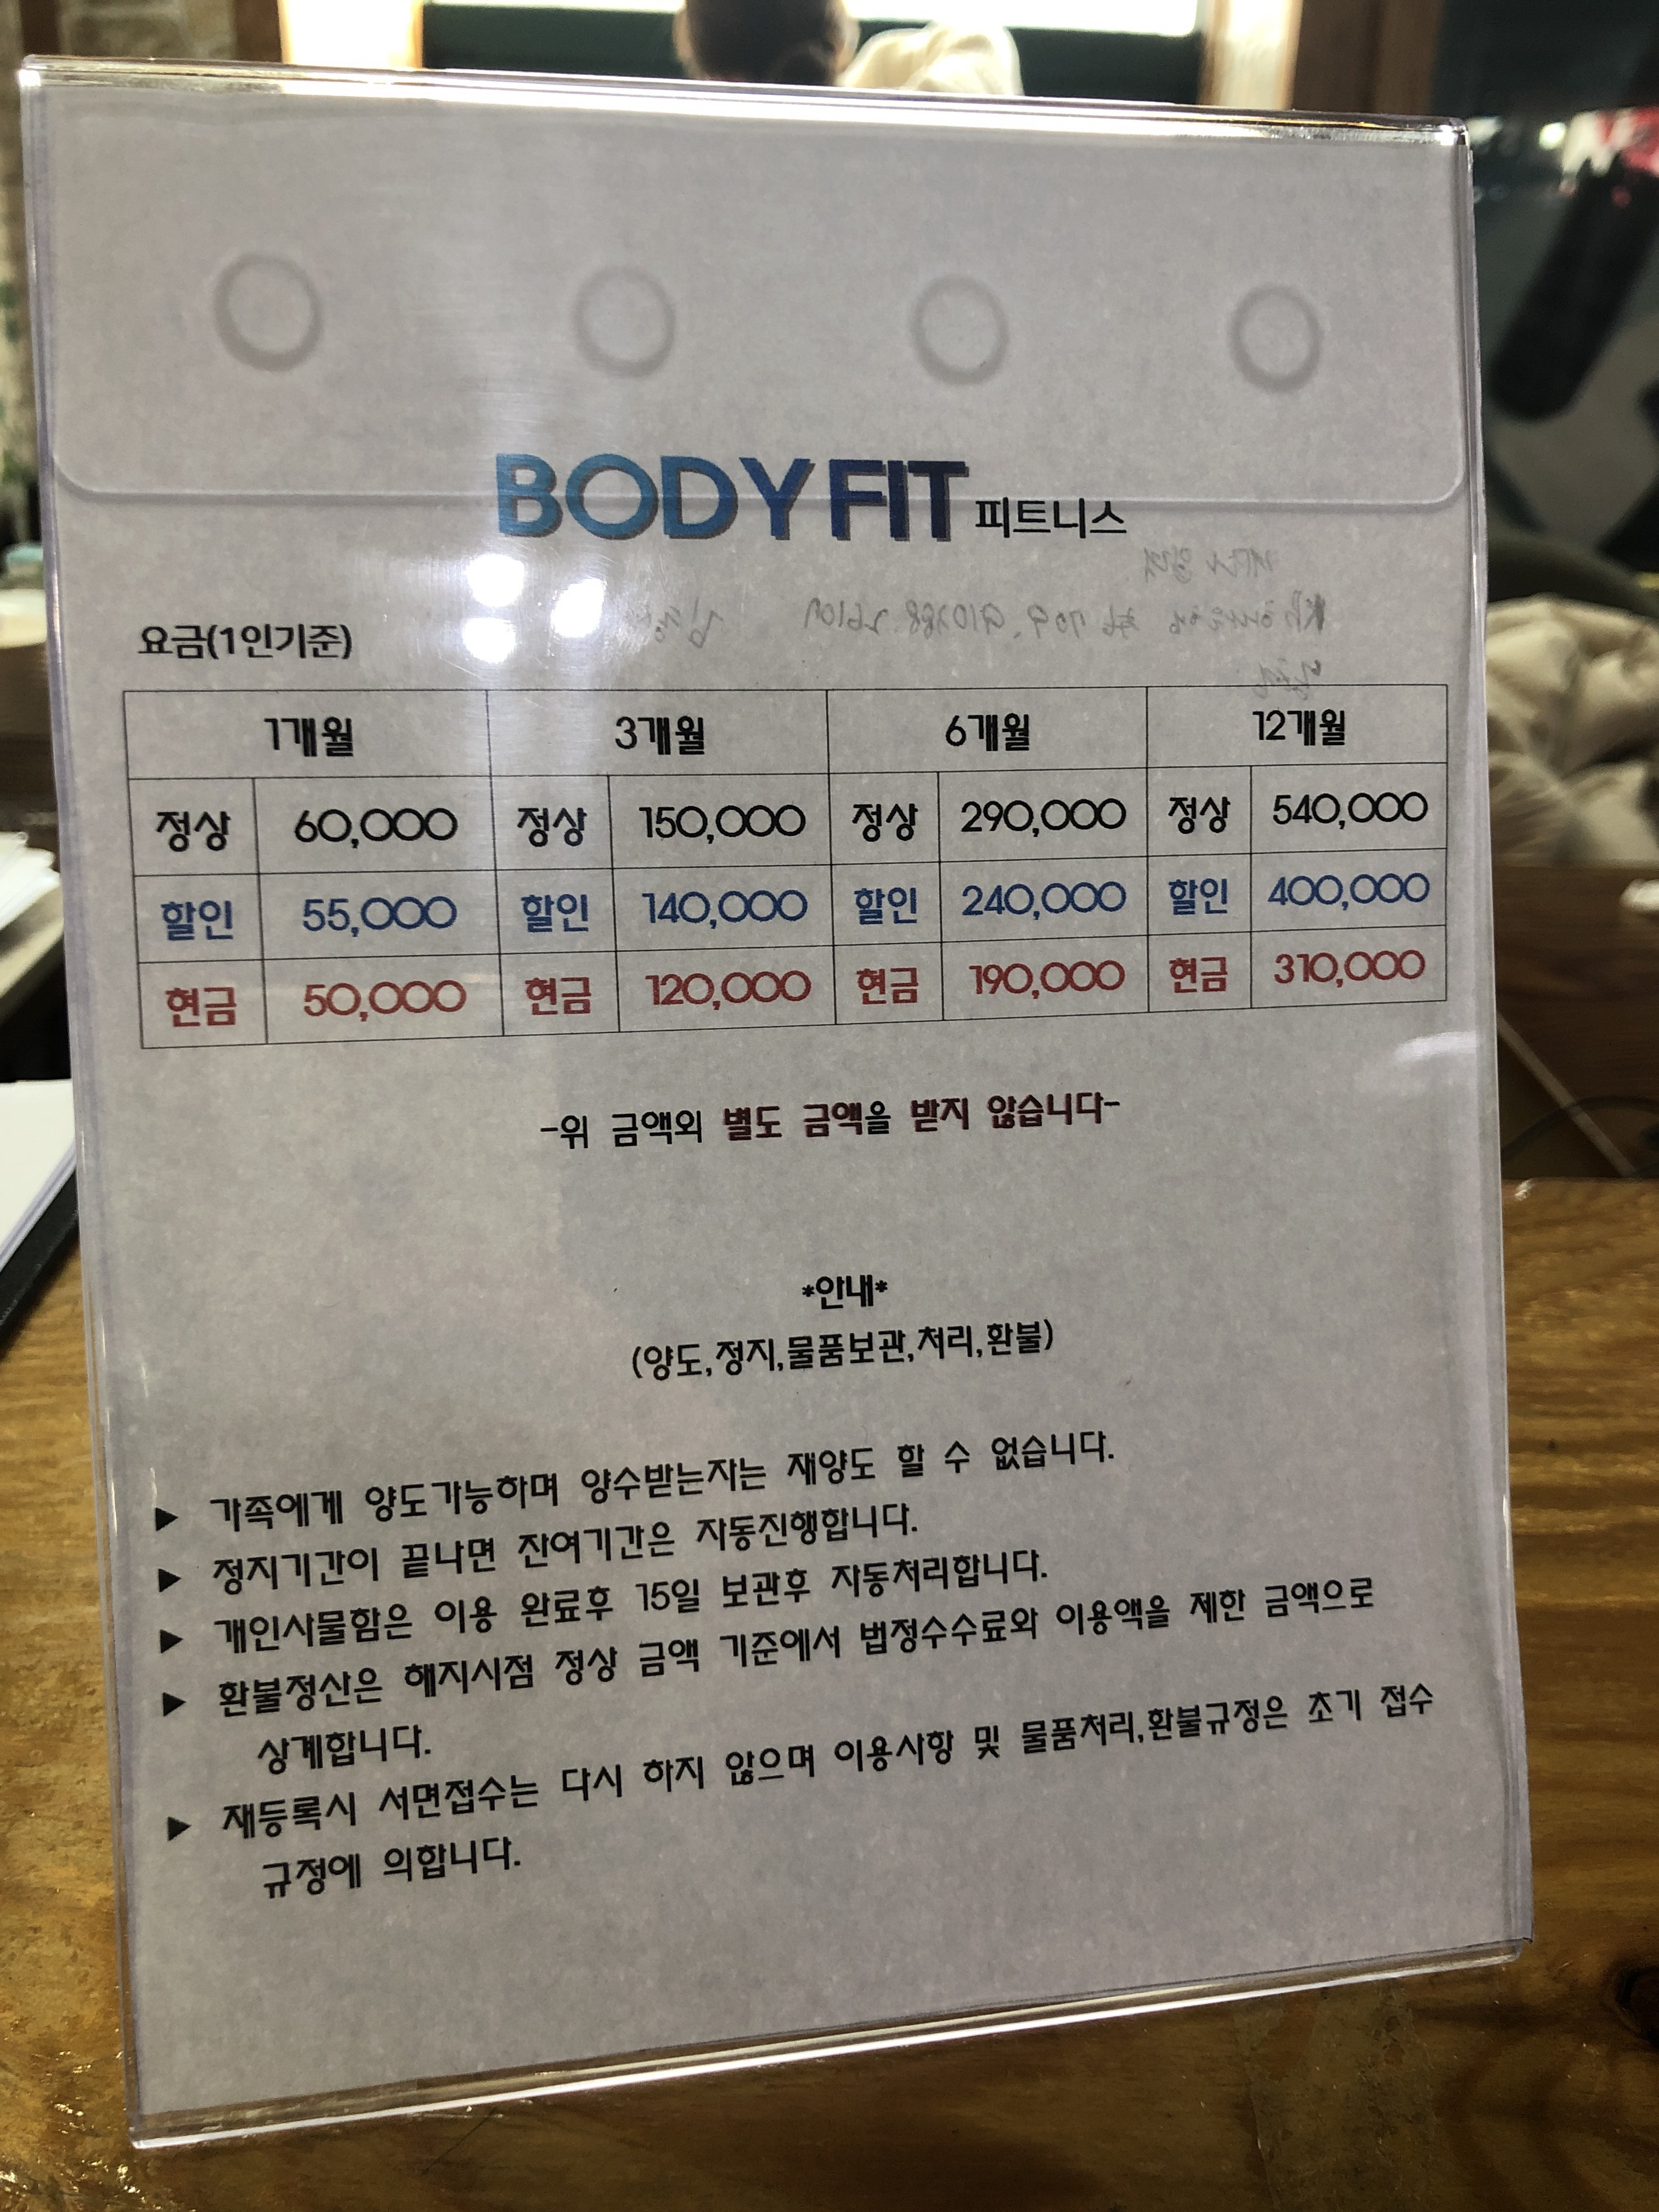 BODY FIT 피트니스
요금(1인기준)
1개월 3개월 6개월 12개월
정상 60,000 정상 150,000 정상 290,000 정상 540,000
할인 55,000 할인 140,000 할인 240,000 할인 400,000
현금 50,000 현금 120,000 현금 190,000 현금 310,000
-위 금액외 별도 금액을 받지 않습니다-
*안내*
(양도,정지,물품보관,처리,환불)
▶ 가족에게 양도가능하며 양수받는자는 재양도 할 수 없습니다.
▶ 정지기간이 끝나면 잔여기간은 자동진행합니다.
▶ 개인사물함은 이용 완료후 15일 보관후 자동처리합니다.
▶ 환불정산은 해지시점 정상 금액 기준에서 법정수수료와 이용액을 제한 금액으로
상계합니다.
▶ 재등록시 서면접수는 다시 하지 않으며 이용사항 및 물품처리,환불규정은 초기 접수
규정에 의합니다.